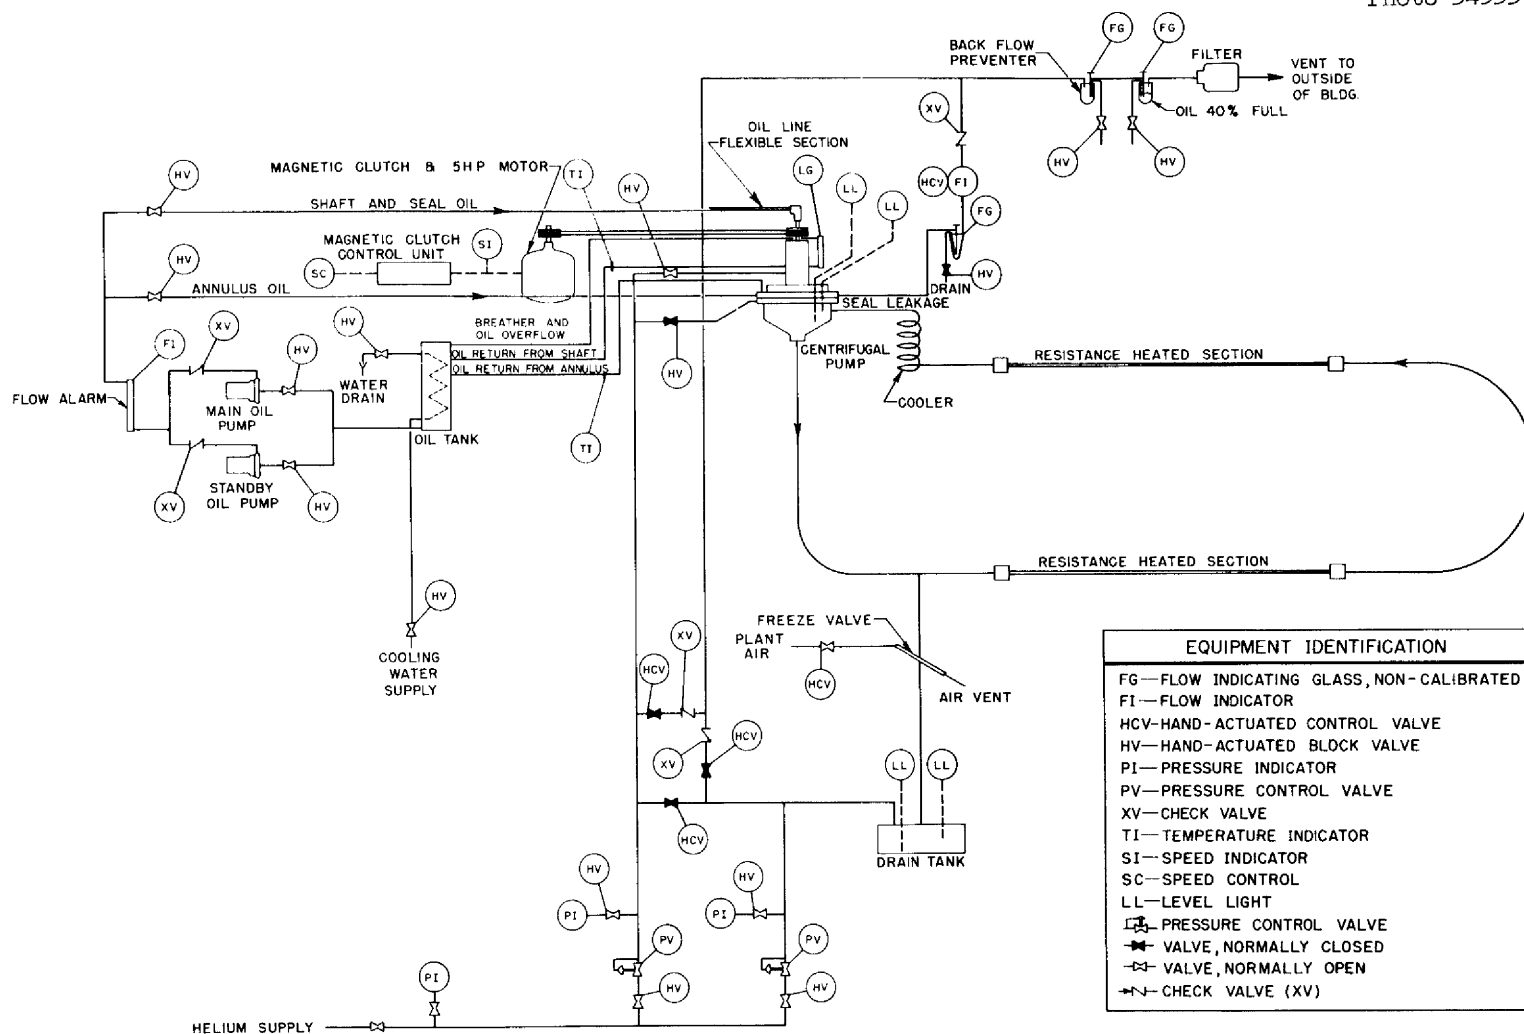 FG
FG
BACK FLOW
PREVENTER
FILTER
VENT TO
OUTSIDE
OF BLDG.
OIL 40% FULL
XV
HV
HV
OIL LINE
FLEXIBLE SECTION
MAGNETIC CLUTCH & 5HP MOTOR
TI
HV
LG
LL
LL
HCV
FI
FG
HV
SHAFT AND SEAL OIL
MAGNETIC CLUTCH
CONTROL UNIT
SI
SC
HV
DRAIN
HV
ANNULUS OIL
SEAL LEAKAGE
BREATHER AND
OIL OVERFLOW
XV
HV
FI
HV
OIL RETURN FROM SHAFT
OIL RETURN FROM ANNULUS
HV
CENTRIFUGAL
PUMP
RESISTANCE HEATED SECTION
WATER
DRAIN
FLOW ALARM
MAIN OIL
PUMP
COOLER
OIL TANK
TI
STANDBY
OIL PUMP
XV
HV
RESISTANCE HEATED SECTION
HV
COOLING
WATER
SUPPLY
FREEZE VALVE
PLANT
AIR
HCV
AIR VENT
XV
HCV
HCV
XV
LL
LL
HCV
DRAIN TANK
HV
PI
HV
PI
PV
PV
PI
HV
HV
HELIUM SUPPLY
EQUIPMENT IDENTIFICATION
FG—FLOW INDICATING GLASS, NON-CALIBRATED
FI—FLOW INDICATOR
HCV-HAND-ACTUATED CONTROL VALVE
HV—HAND-ACTUATED BLOCK VALVE
PI—PRESSURE INDICATOR
PV—PRESSURE CONTROL VALVE
XV—CHECK VALVE
TI—TEMPERATURE INDICATOR
SI—SPEED INDICATOR
SC—SPEED CONTROL
LL—LEVEL LIGHT
PRESSURE CONTROL VALVE
VALVE, NORMALLY CLOSED
VALVE, NORMALLY OPEN
CHECK VALVE (XV)